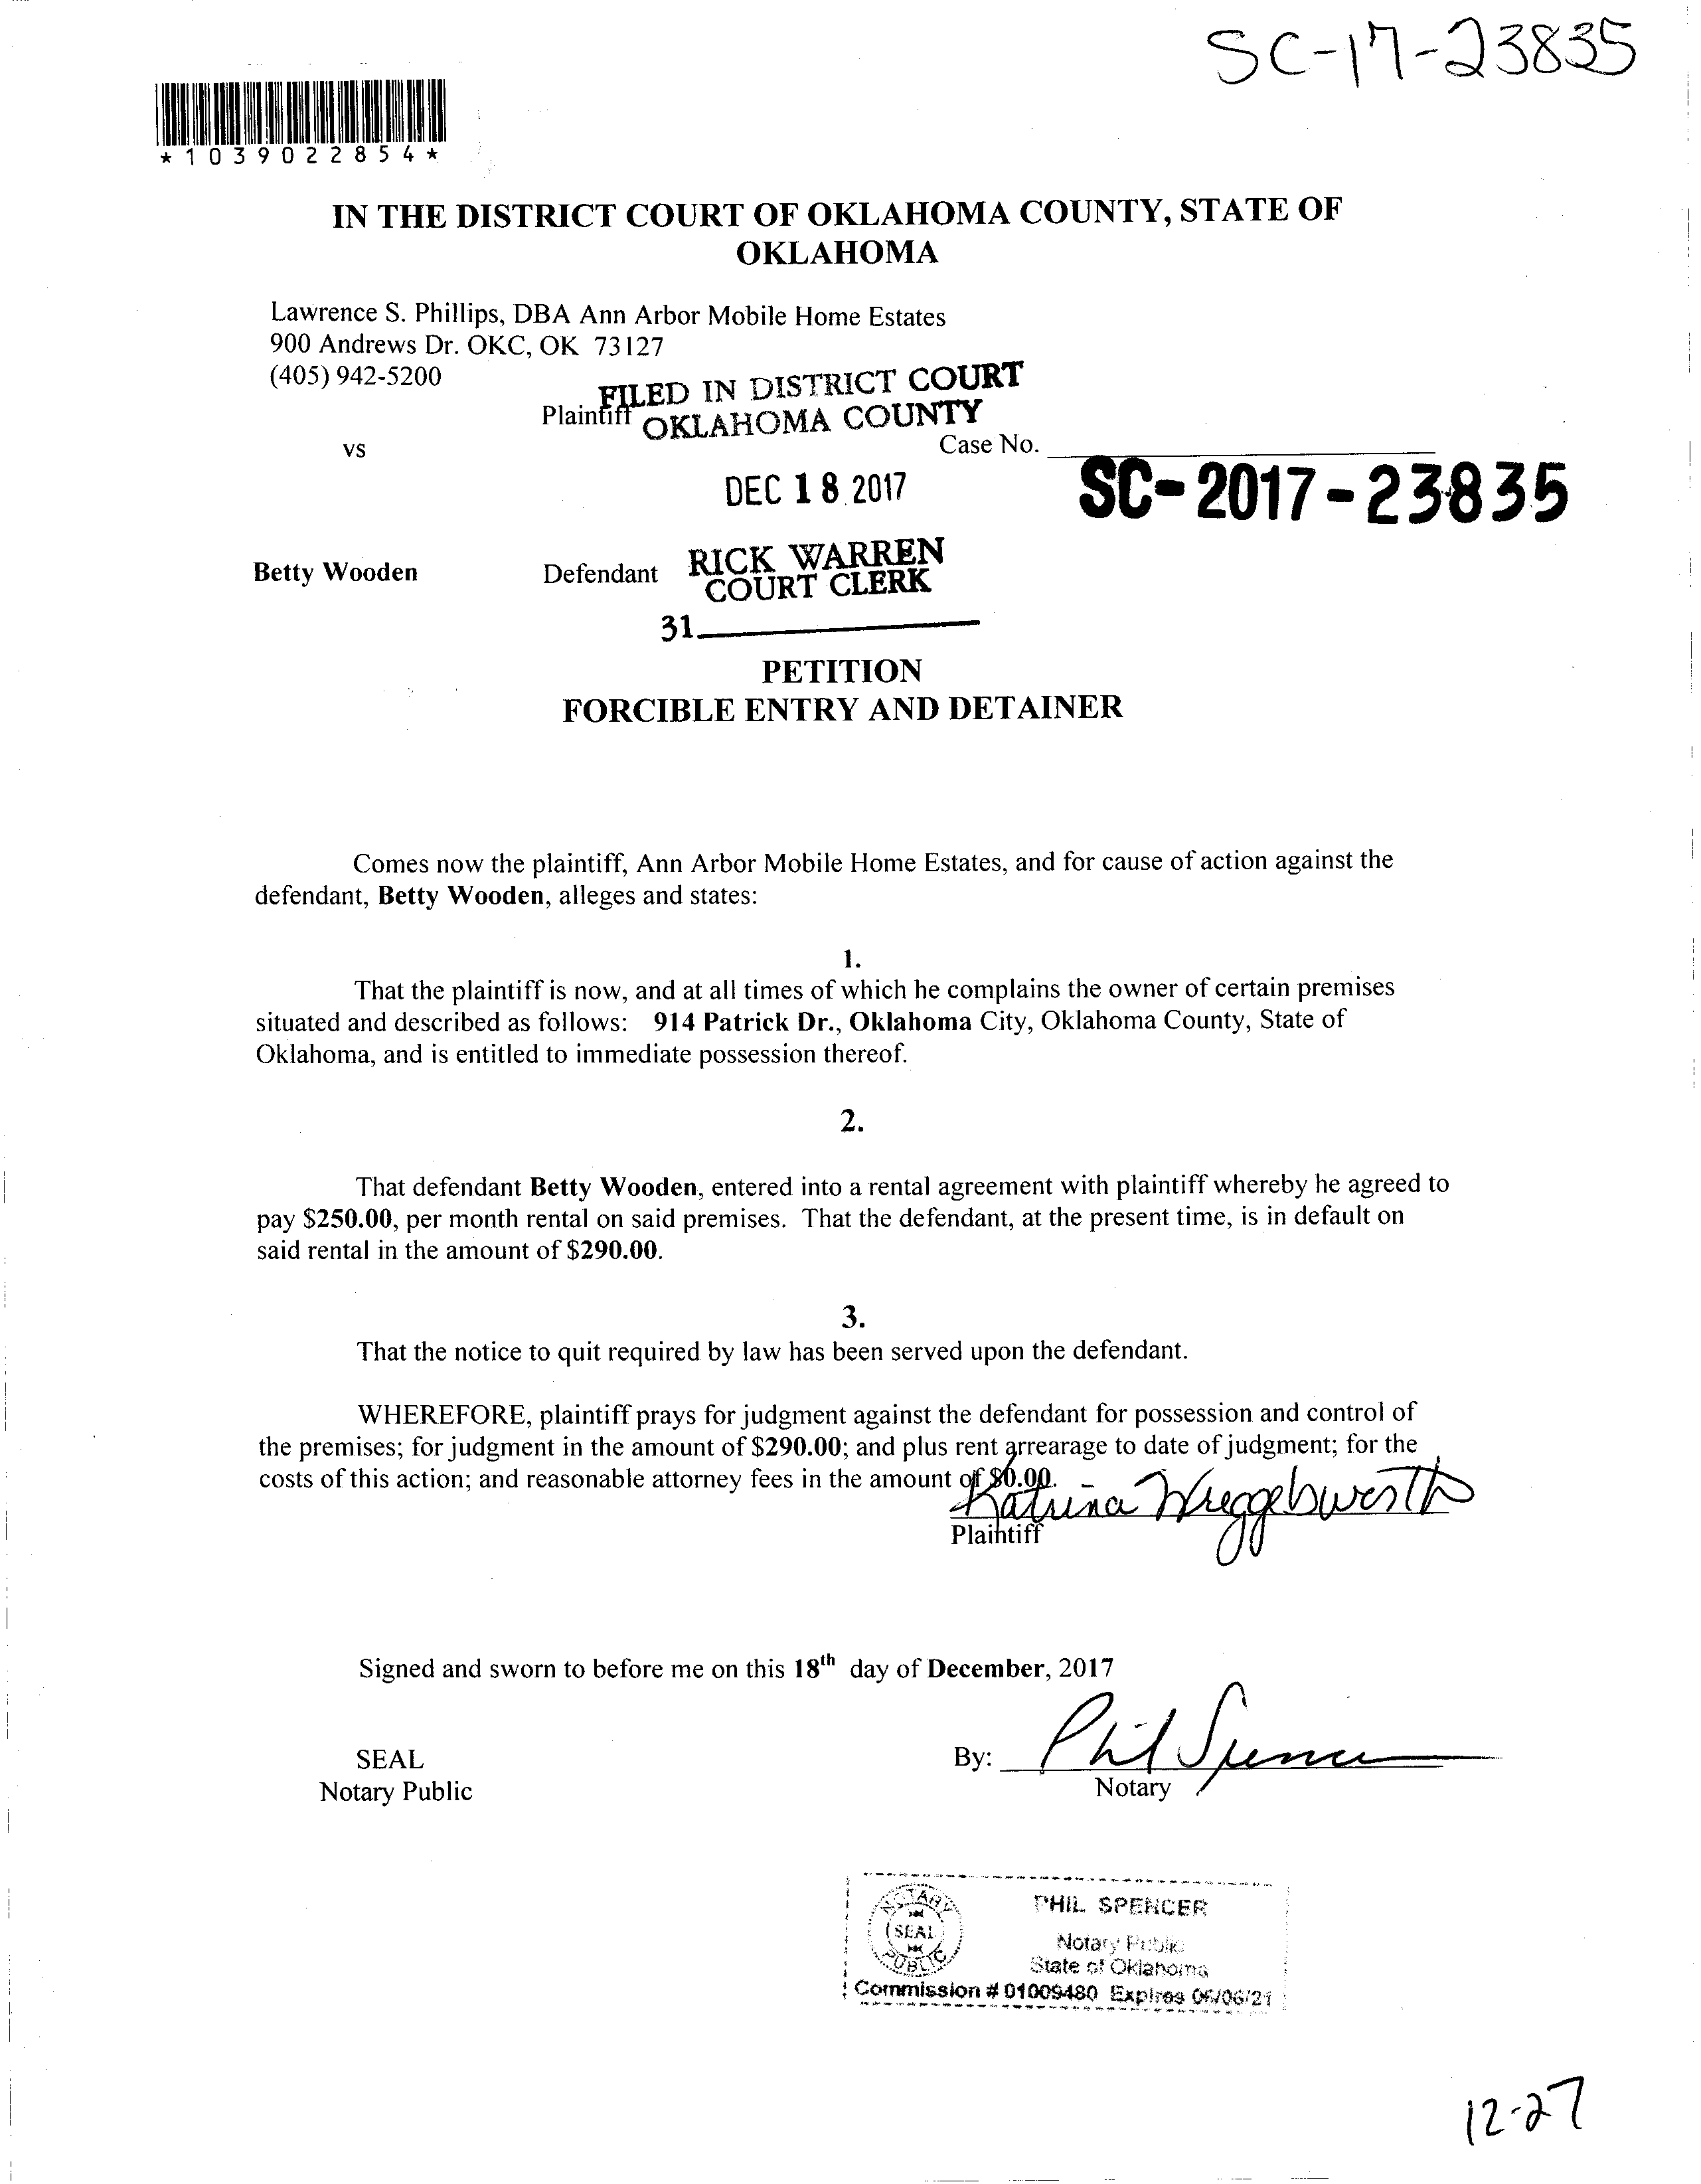 SC-17-23835
*1039022854*
IN THE DISTRICT COURT OF OKLAHOMA COUNTY, STATE OF
OKLAHOMA
Lawrence S. Phillips, DBA Ann Arbor Mobile Home Estates
900 Andrews Dr. OKC, OK 73127
(405) 942-5200
FILED IN DISTRICT COURT
Plaintiff
OKLAHOMA COUNTY
vs
Case No.
DEC 18 2017
SC-2017-23835
Betty Wooden Defendant
RICK WARREN
COURT CLERK
31
PETITION
FORCIBLE ENTRY AND DETAINER
Comes now the plaintiff, Ann Arbor Mobile Home Estates, and for cause of action against the
defendant, Betty Wooden, alleges and states:
1.
That the plaintiff is now, and at all times of which he complains the owner of certain premises
situated and described as follows: 914 Patrick Dr., Oklahoma City, Oklahoma County, State of
Oklahoma, and is entitled to immediate possession thereof.
2.
That defendant Betty Wooden, entered into a rental agreement with plaintiff whereby he agreed to
pay $250.00, per month rental on said premises. That the defendant, at the present time, is in default on
said rental in the amount of $290.00.
3.
That the notice to quit required by law has been served upon the defendant.
WHEREFORE, plaintiff prays for judgment against the defendant for possession and control of
the premises; for judgment in the amount of $290.00; and plus rent arrearage to date of judgment; for the
costs of this action; and reasonable attorney fees in the amount of $0.00.
Katrina Wreggelsworth
Plaintiff
Signed and sworn to before me on this 18th day of December, 2017
SEAL
By: Phil Spencer
Notary Public
Notary
NOTARY
SEAL
PUBLIC
PHIL SPENCER
Notary Public
State of Oklahoma
Commission # 01009480 Expires 06/06/21
12-27